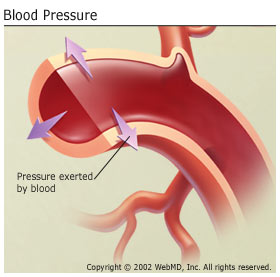 Blood Pressure
Pressure exerted
by blood
Copyright © 2002 WebMD, Inc. All rights reserved.